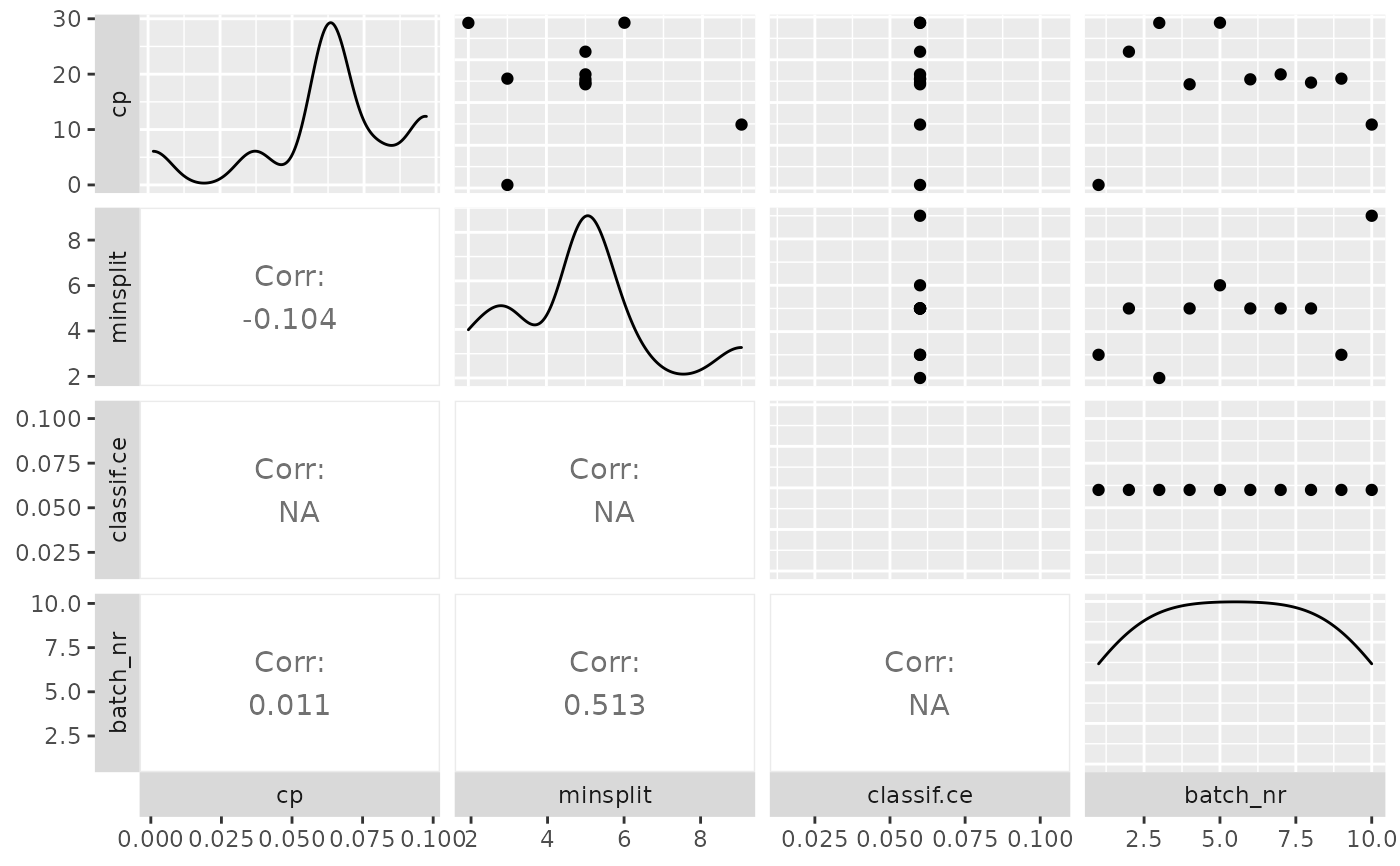 30
20
10
0
cp
8
6
4
2
minsplit
Corr:
-0.104
0.100
0.075
0.050
0.025
classif.ce
Corr:
NA
Corr:
NA
10.0
7.5
5.0
2.5
batch_nr
Corr:
0.011
Corr:
0.513
Corr:
NA
cp
minsplit
classif.ce
batch_nr
0.000 0.025 0.050 0.075 0.100
2 4 6 8
0.025 0.050 0.075 0.100
2.5 5.0 7.5 10.0